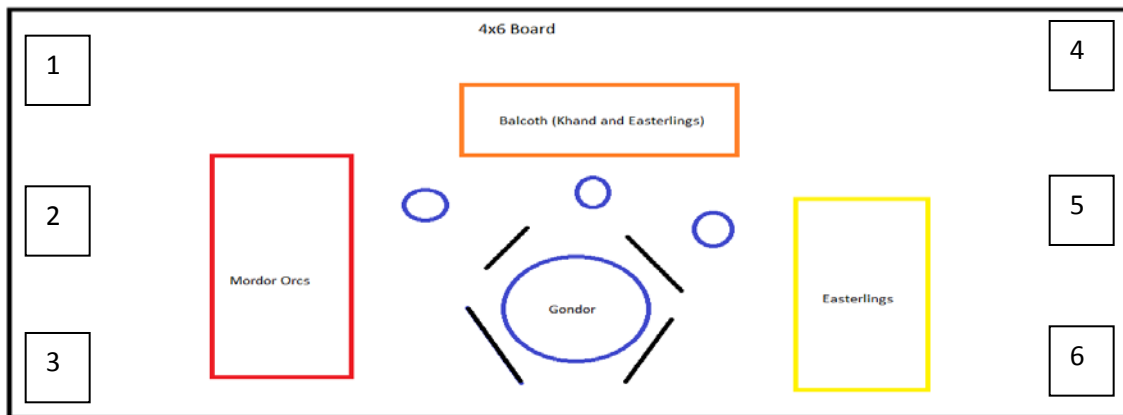 4x6 Board
1
4
Balcoth (Khand and Easterlings)
2
5
Mordor Orcs
Easterlings
Gondor
3
6